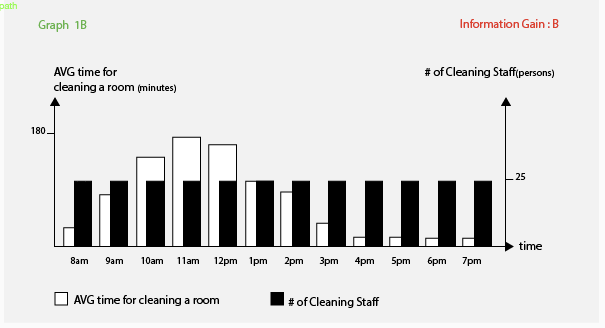 path
Graph 1B
Information Gain : B
AVG time for
cleaning a room (minutes)
# of Cleaning Staff(persons)
180
25
time
8am 9am 10am 11am 12pm 1pm 2pm 3pm 4pm 5pm 6pm 7pm
AVG time for cleaning a room
# of Cleaning Staff